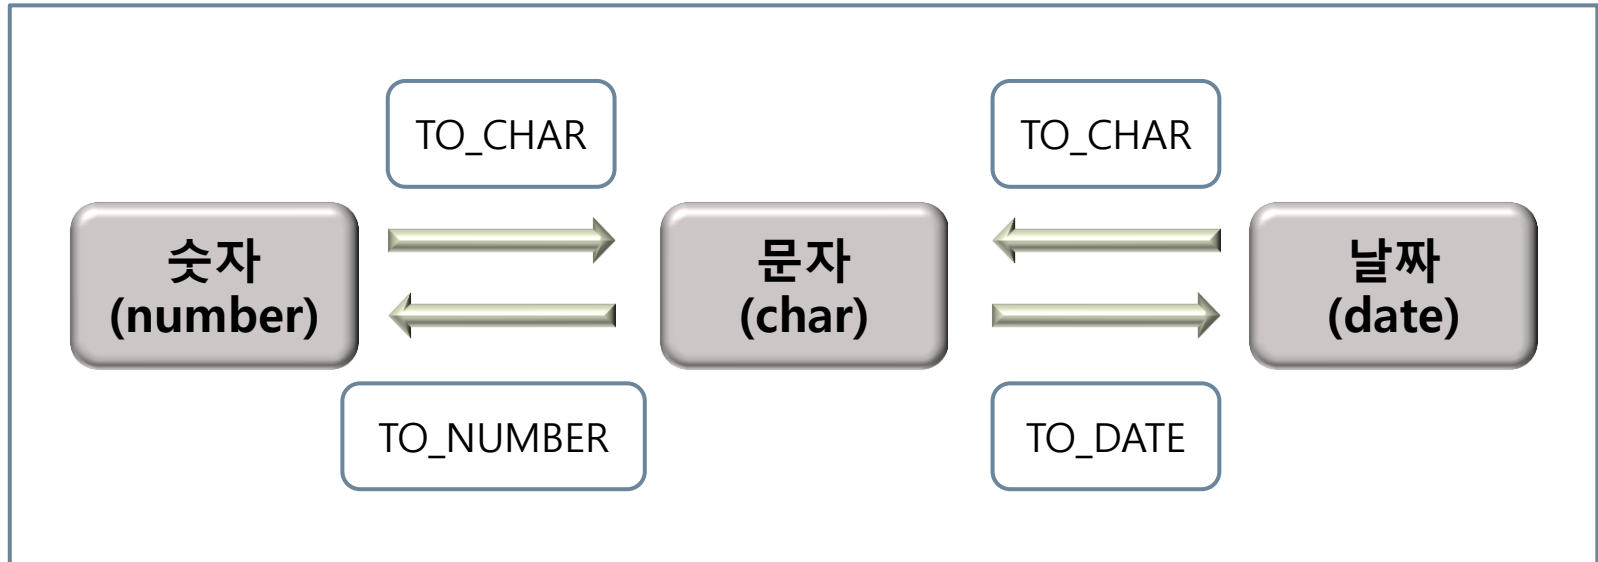 TO_CHAR
TO_CHAR
숫자
(number)
문자
(char)
날짜
(date)
TO_NUMBER
TO_DATE